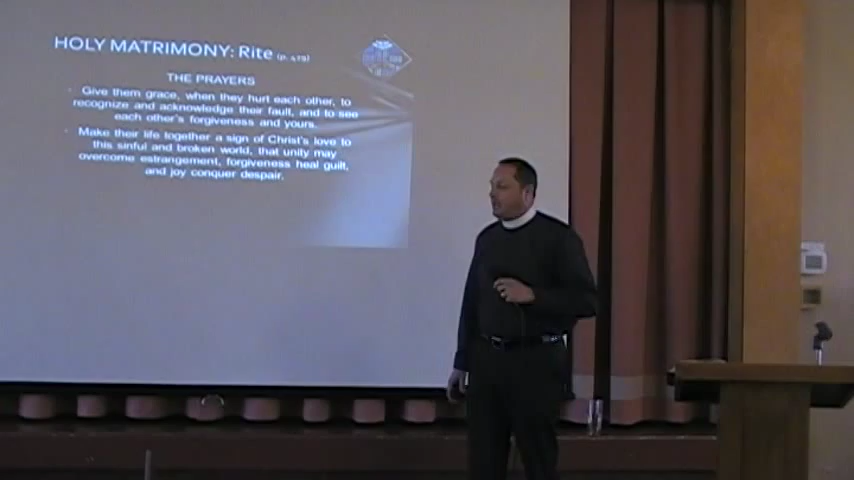 HOLY MATRIMONY: Rite (p. 429)
THE PRAYERS
Give them grace, when they hurt each other, to
recognize and acknowledge their fault, and to see
each other's forgiveness and yours.
Make their life together a sign of Christ's love to
this sinful and broken world, that unity may
overcome estrangement, forgiveness heal guilt,
and joy conquer despair.